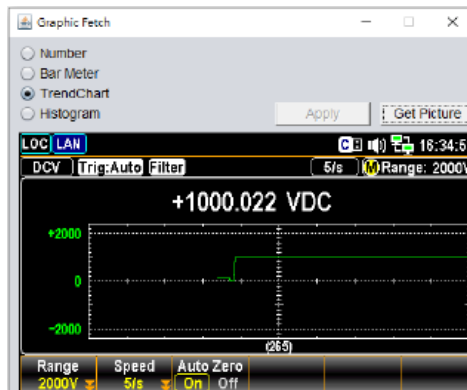 Graphic Fetch
Number
Bar Meter
TrendChart
Histogram
Apply Get Picture
LOC LAN C 16:34:5
DCV Trig:Auto Filter 5/s M Range: 2000V
+1000.022 VDC
+2000
0
-2000
(265)
Range Speed Auto Zero
2000V 5/s On Off